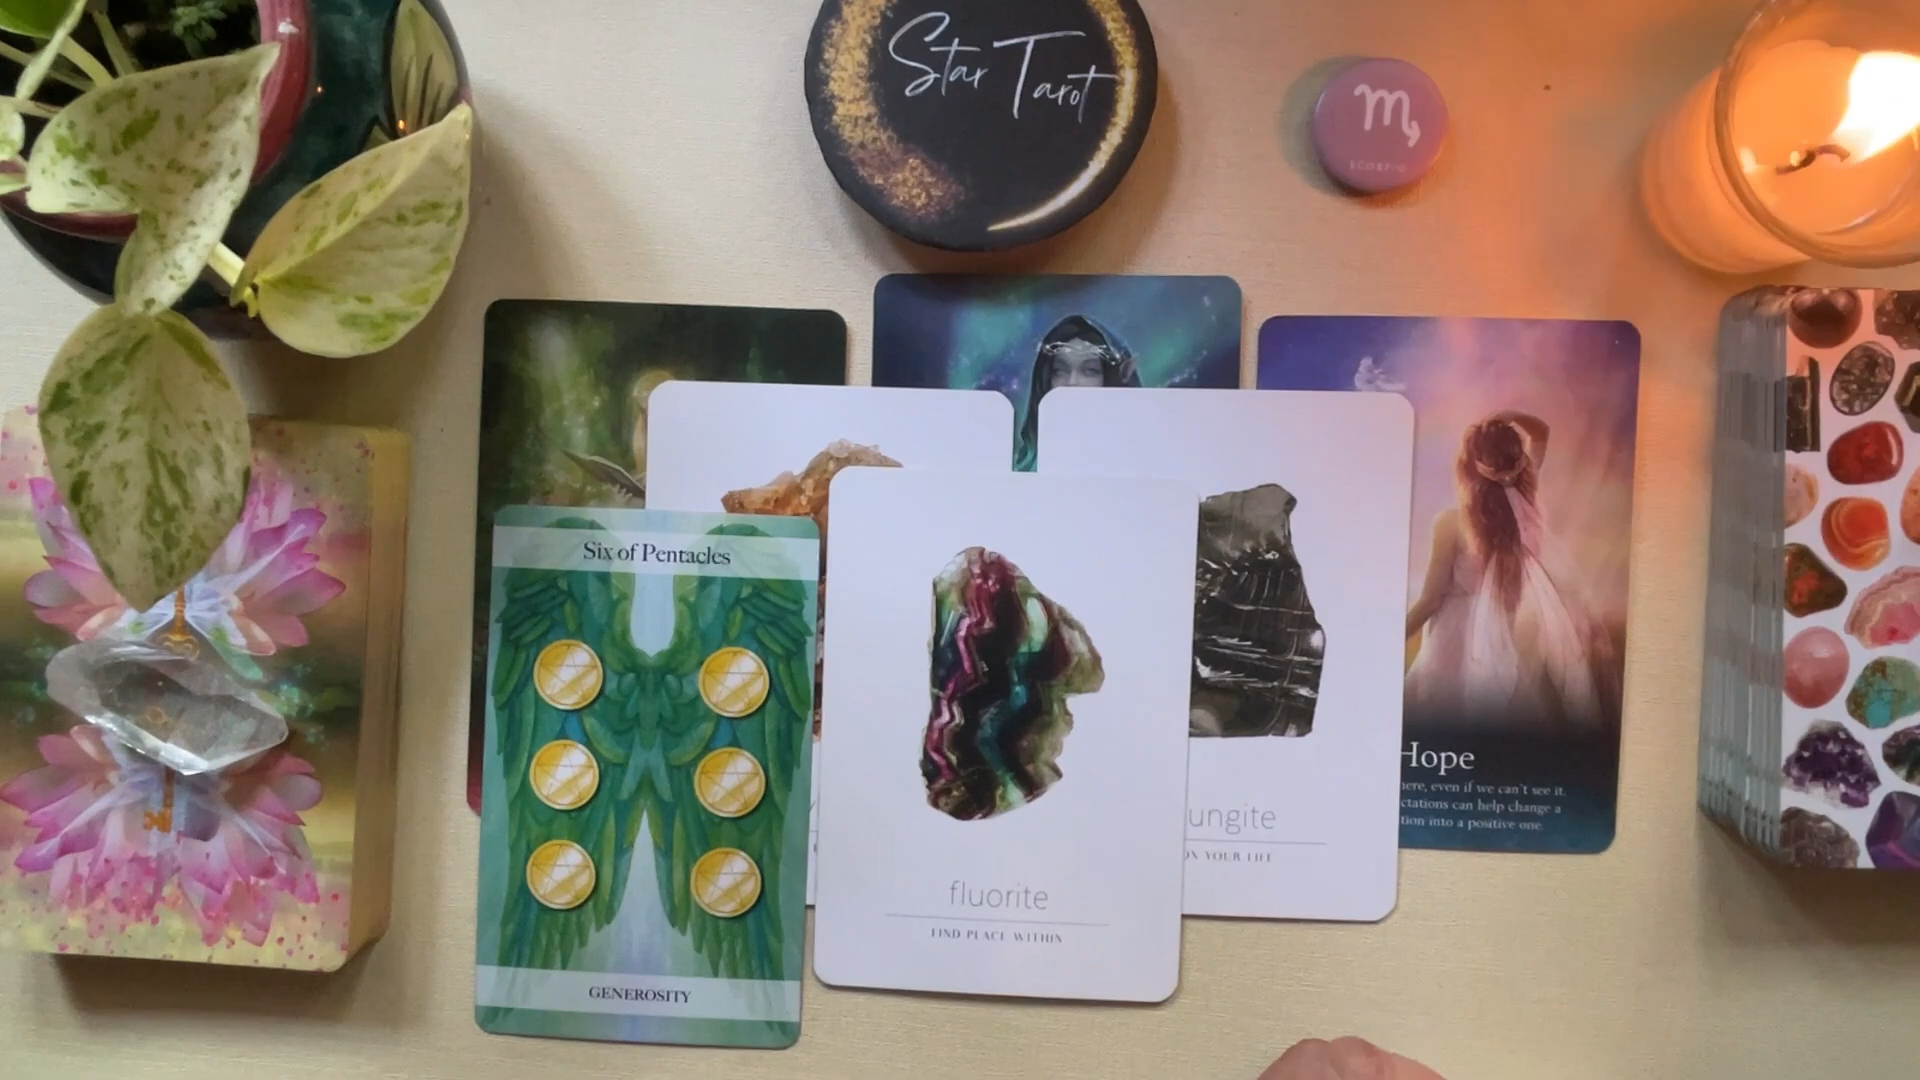 Star Tarot
SCORPIO
Six of Pentacles
GENEROSITY
fluorite
FIND PLACE WITHIN
ungite
ON YOUR LIFE
Hope
here, even if we can't see it.
ctations can help change a
tion into a positive one.